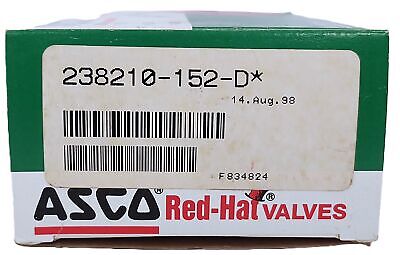 238210-152-D*
14.Aug.98
F834824
ASCO® Red-Hat® VALVES